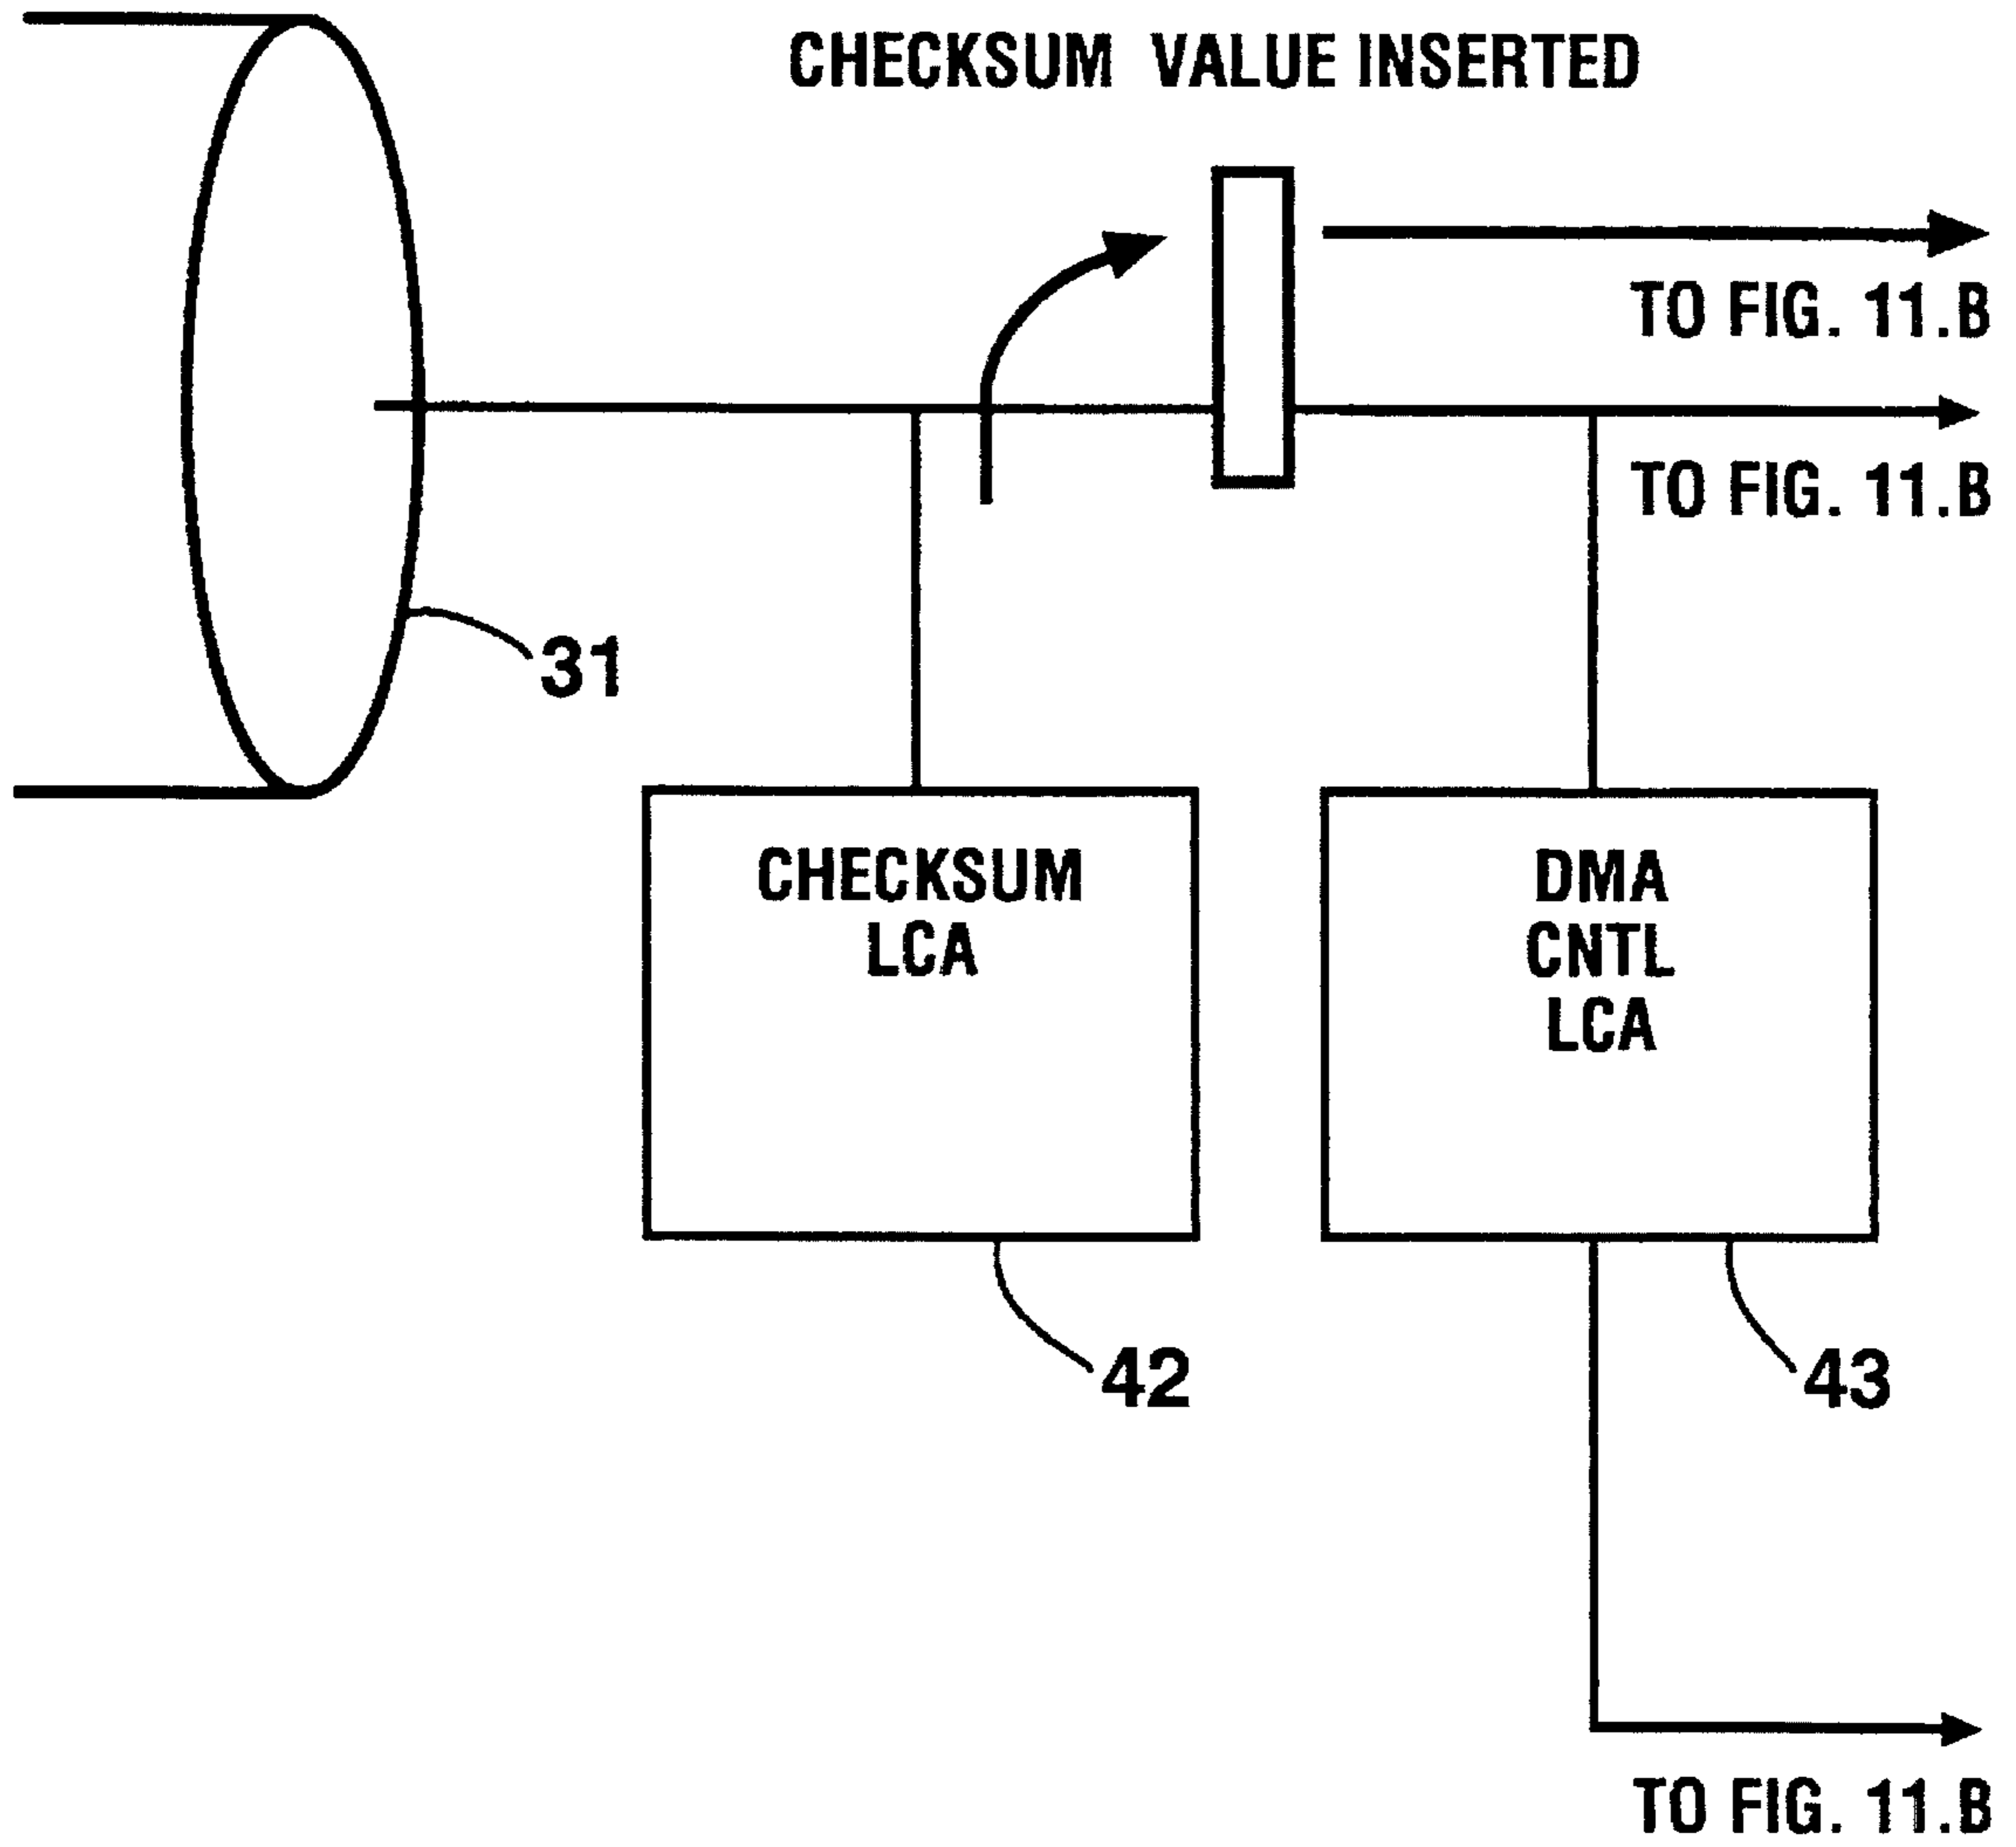 CHECKSUM VALUE INSERTED
TO FIG. 11.B
TO FIG. 11.B
31
CHECKSUM
LCA
DMA
CNTL
LCA
42
43
TO FIG. 11.B